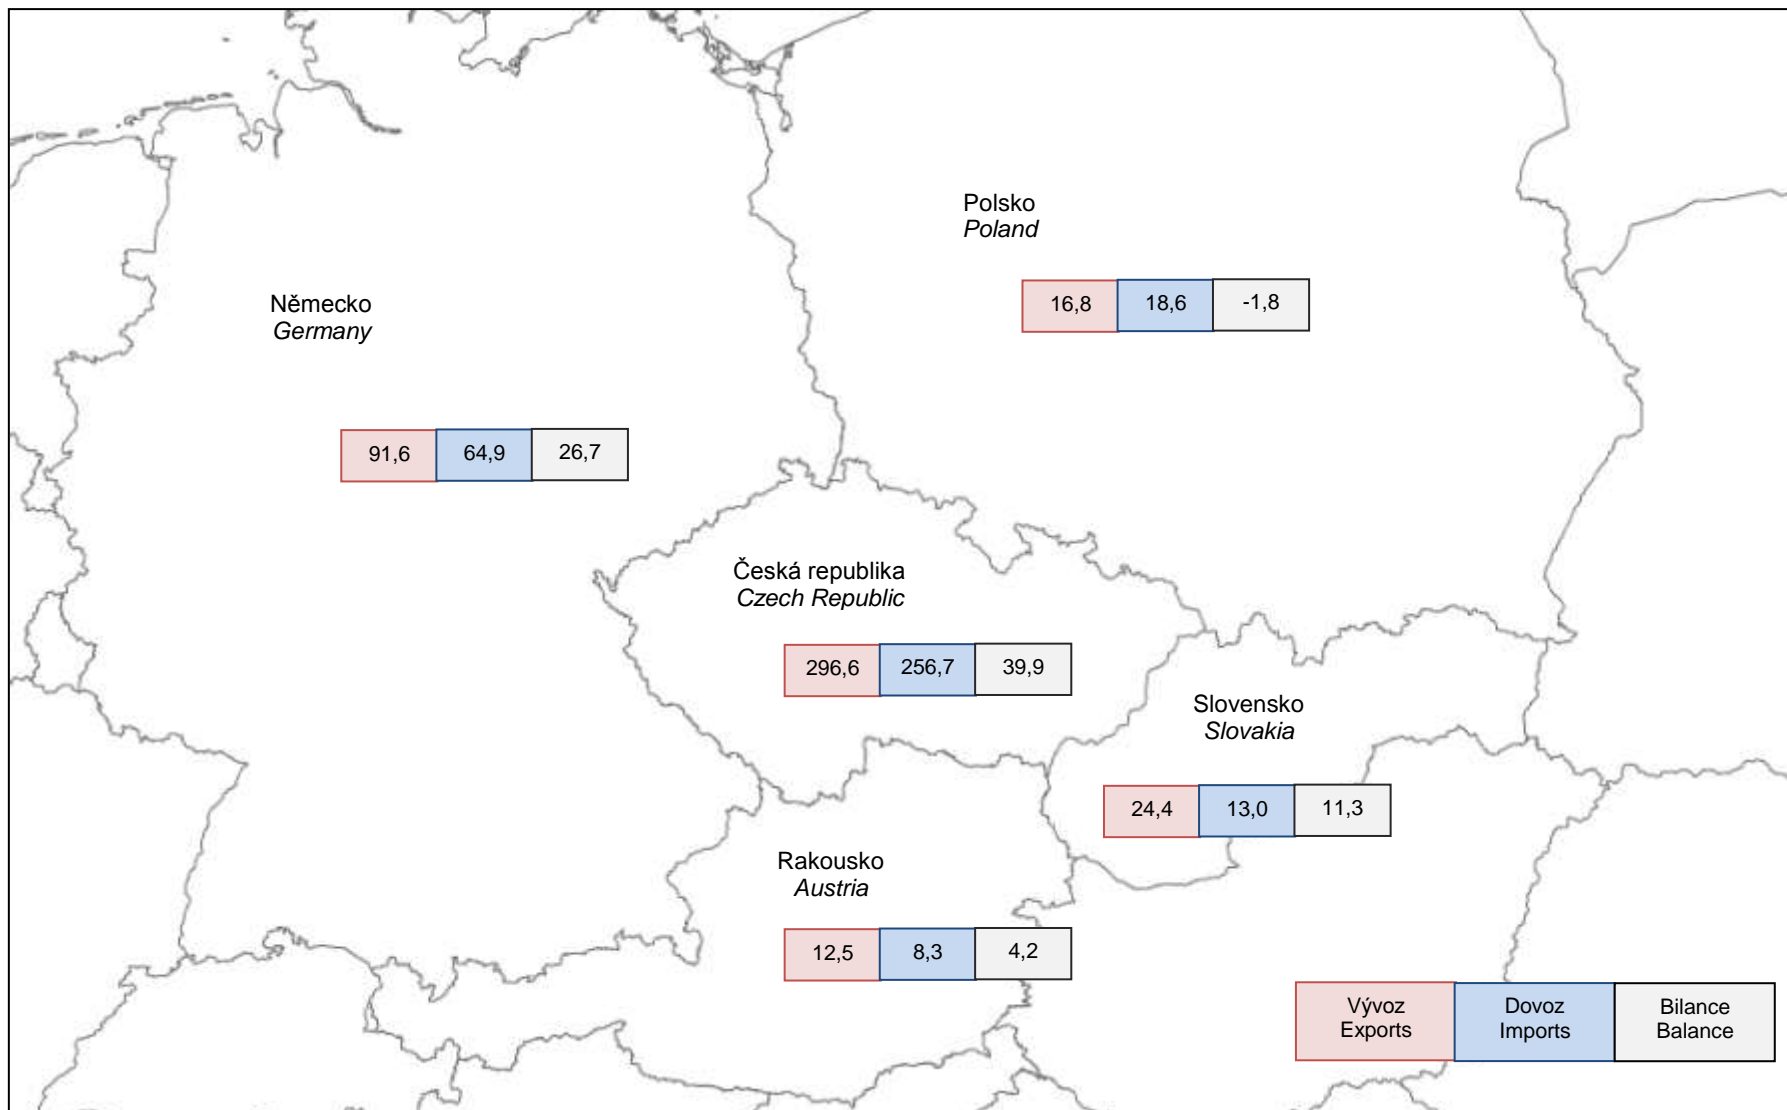 Polsko
Poland
16,8 18,6 -1,8
Německo
Germany
91,6 64,9 26,7
Česká republika
Czech Republic
296,6 256,7 39,9
Slovensko
Slovakia
24,4 13,0 11,3
Rakousko
Austria
12,5 8,3 4,2
Vývoz Dovoz Bilance
Exports Imports Balance